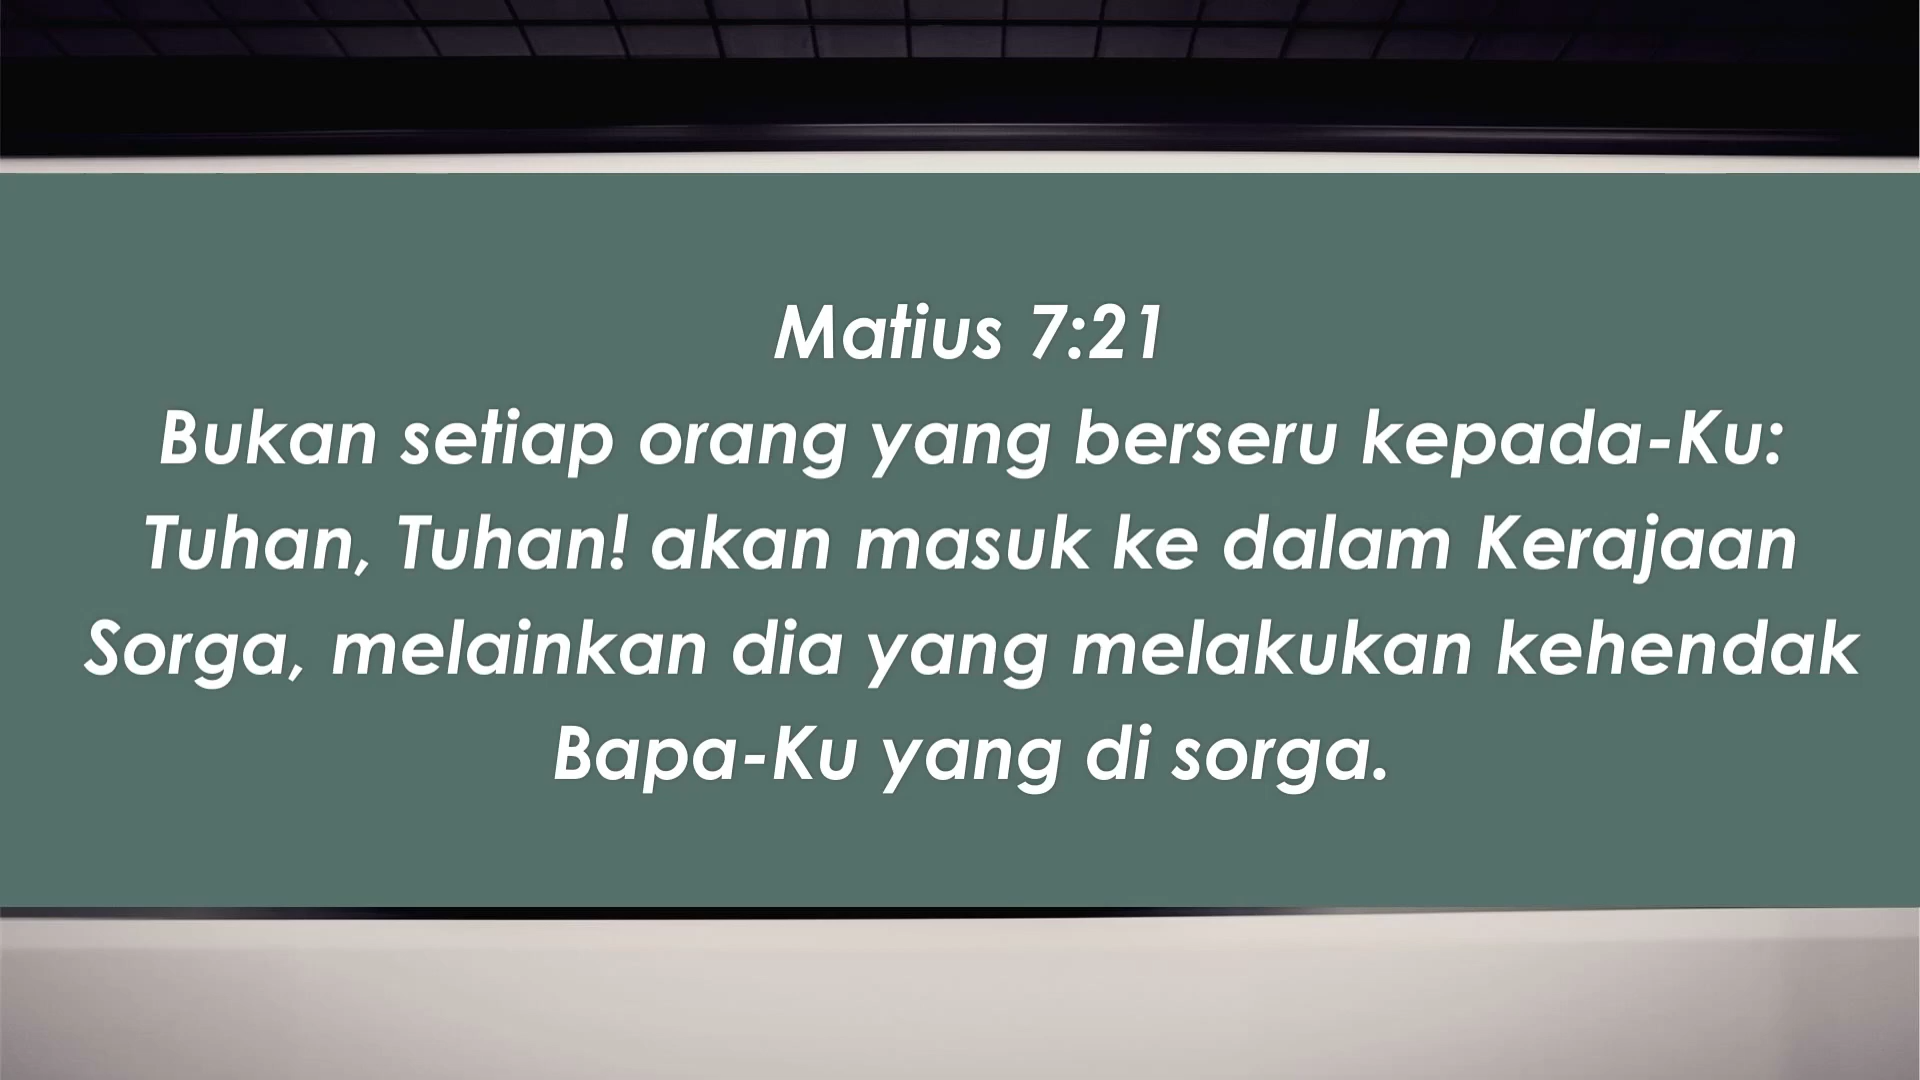 Matius 7:21
Bukan setiap orang yang berseru kepada-Ku:
Tuhan, Tuhan! akan masuk ke dalam Kerajaan
Sorga, melainkan dia yang melakukan kehendak
Bapa-Ku yang di sorga.